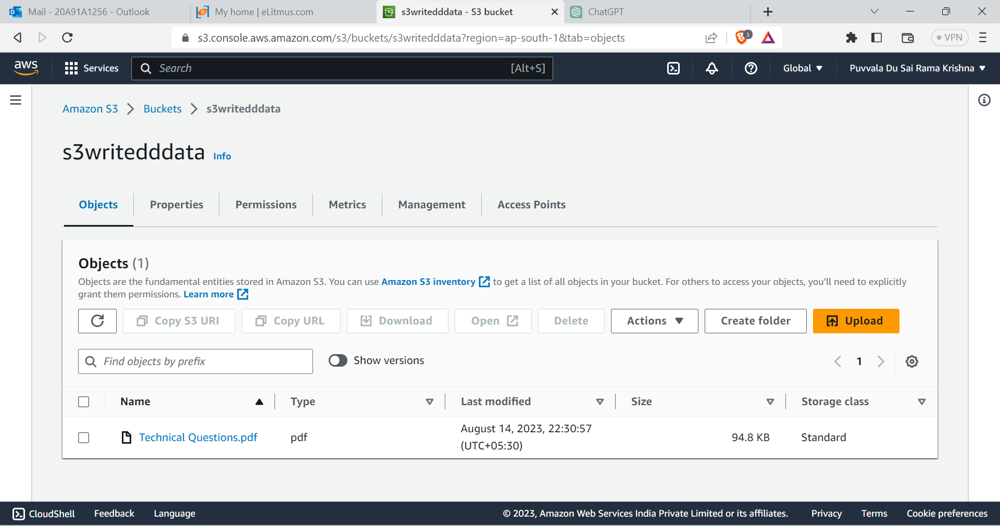 Mail - 20A91A1256 - Outlook
My home | eLitmus.com
s3writedddata - S3 bucket
ChatGPT
s3.console.aws.amazon.com/s3/buckets/s3writedddata?region=ap-south-1&tab=objects
3
VPN
aws
Services
Search
[Alt+S]
Global
Puvvala Du Sai Rama Krishna
Amazon S3
Buckets
s3writedddata
s3writedddata
Info
Objects
Properties
Permissions
Metrics
Management
Access Points
Objects (1)
Objects are the fundamental entities stored in Amazon S3. You can use Amazon S3 inventory to get a list of all objects in your bucket. For others to access your objects, you'll need to explicitly
grant them permissions. Learn more
Copy S3 URI
Copy URL
Download
Open
Delete
Actions
Create folder
Upload
Find objects by prefix
Show versions
1
Name
Type
Last modified
Size
Storage class
Technical Questions.pdf
pdf
August 14, 2023, 22:30:57
(UTC+05:30)
94.8 KB
Standard
CloudShell
Feedback
Language
© 2023, Amazon Web Services India Private Limited or its affiliates.
Privacy
Terms
Cookie preferences